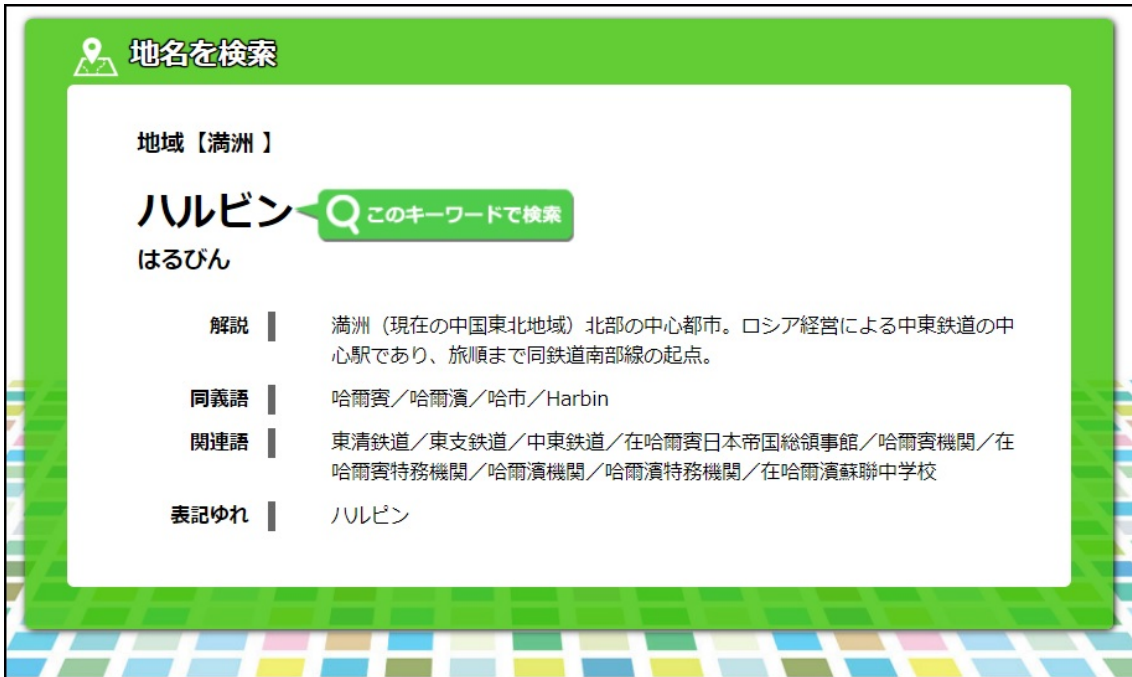 地名を検索
地域【満洲 】
ハルビン
このキーワードで検索
はるびん
解説
満洲（現在の中国東北地域）北部の中心都市。ロシア経営による中東鉄道の中
心駅であり、旅順まで同鉄道南部線の起点。
同義語
哈爾賓／哈爾濱／哈市／Harbin
関連語
東清鉄道／東支鉄道／中東鉄道／在哈爾賓日本帝国総領事館／哈爾賓機関／在
哈爾賓特務機関／哈爾濱機関／哈爾濱特務機関／在哈爾濱蘇聯中学校
表記ゆれ
ハルピン